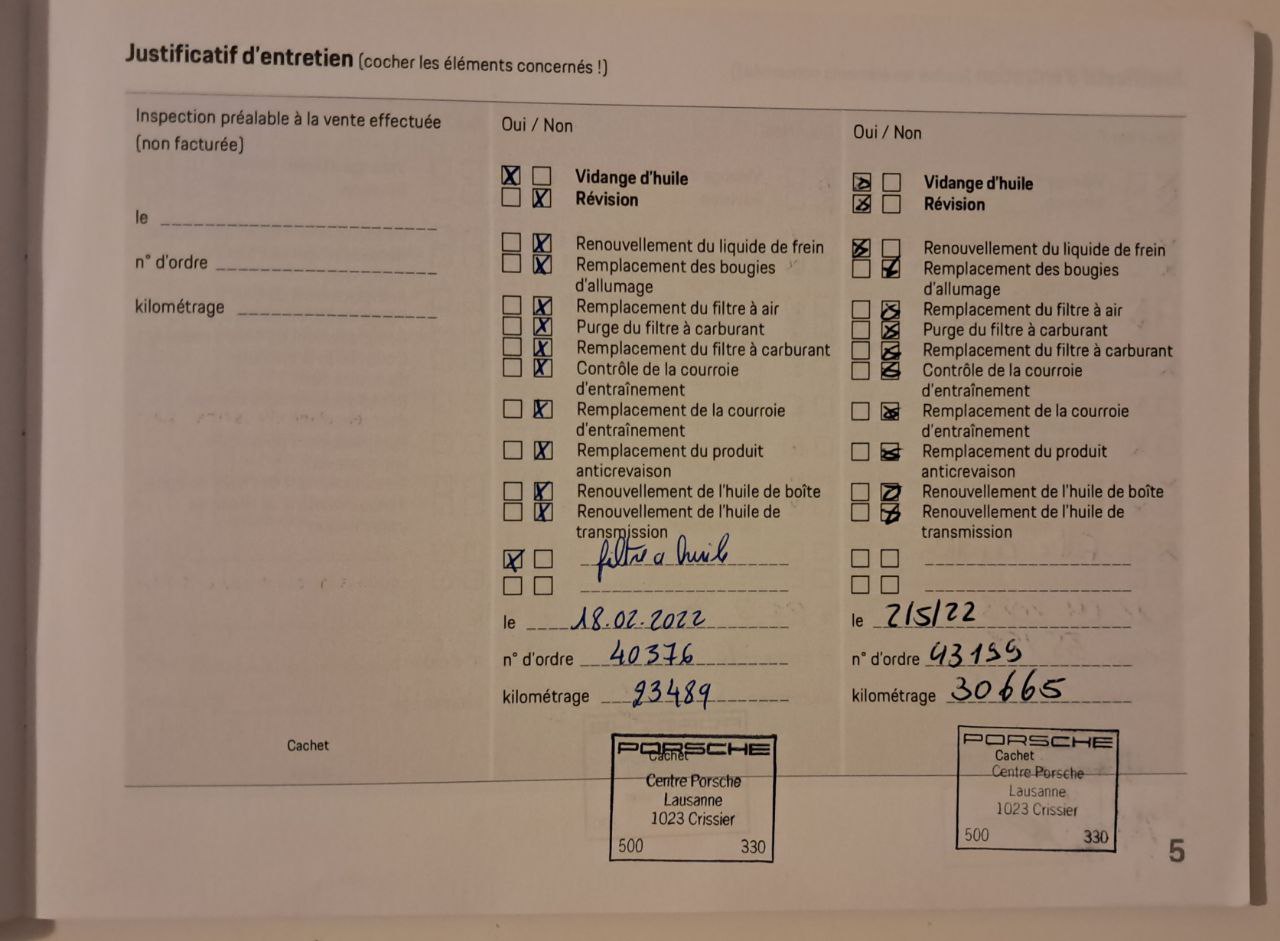 Justificatif d'entretien (cocher les éléments concernés !)
Inspection préalable à la vente effectuée
(non facturée)
le
n° d'ordre
kilométrage
Cachet
Oui / Non
Vidange d'huile
Révision
Renouvellement du liquide de frein
Remplacement des bougies
d'allumage
Remplacement du filtre à air
Purge du filtre à carburant
Remplacement du filtre à carburant
Contrôle de la courroie
d'entraînement
Remplacement de la courroie
d'entraînement
Remplacement du produit
anticrevaison
Renouvellement de l'huile de boîte
Renouvellement de l'huile de
transmission
filtre a huile
le 18.02.2022
n° d'ordre 40376
kilométrage 23489
PORSCHE
Cachet
Centre Porsche
Lausanne
1023 Crissier
500 330
Oui / Non
Vidange d'huile
Révision
Renouvellement du liquide de frein
Remplacement des bougies
d'allumage
Remplacement du filtre à air
Purge du filtre à carburant
Remplacement du filtre à carburant
Contrôle de la courroie
d'entraînement
Remplacement de la courroie
d'entraînement
Remplacement du produit
anticrevaison
Renouvellement de l'huile de boîte
Renouvellement de l'huile de
transmission
le 2/5/22
n° d'ordre 43199
kilométrage 30665
PORSCHE
Cachet
Centre Porsche
Lausanne
1023 Crissier
500 330
5